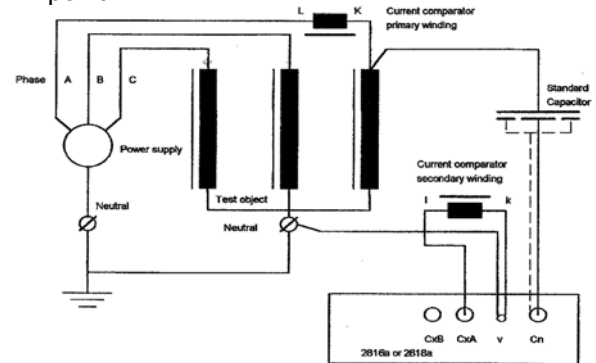 L K Current comparator
primary winding
Phase A B C
Standard
Capacitor
Power supply
Current comparator
secondary winding
l k
Test object
Neutral Neutral
CxB CxA v Cn
2816a or 2818a